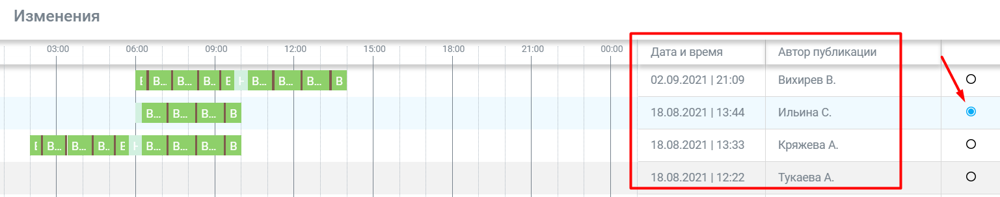 Изменения
03:00 06:00 09:00 12:00 15:00 18:00 21:00 00:00 Дата и время Автор публикации
В... В... В.. В... В... В... В 02.09.2021 | 21:09 Вихирев В.
В... В... В... В 18.08.2021 | 13:44 Ильина С.
В... В... В.. В... В... В... В 18.08.2021 | 13:33 Кряжева А.
18.08.2021 | 12:22 Тукаева А.